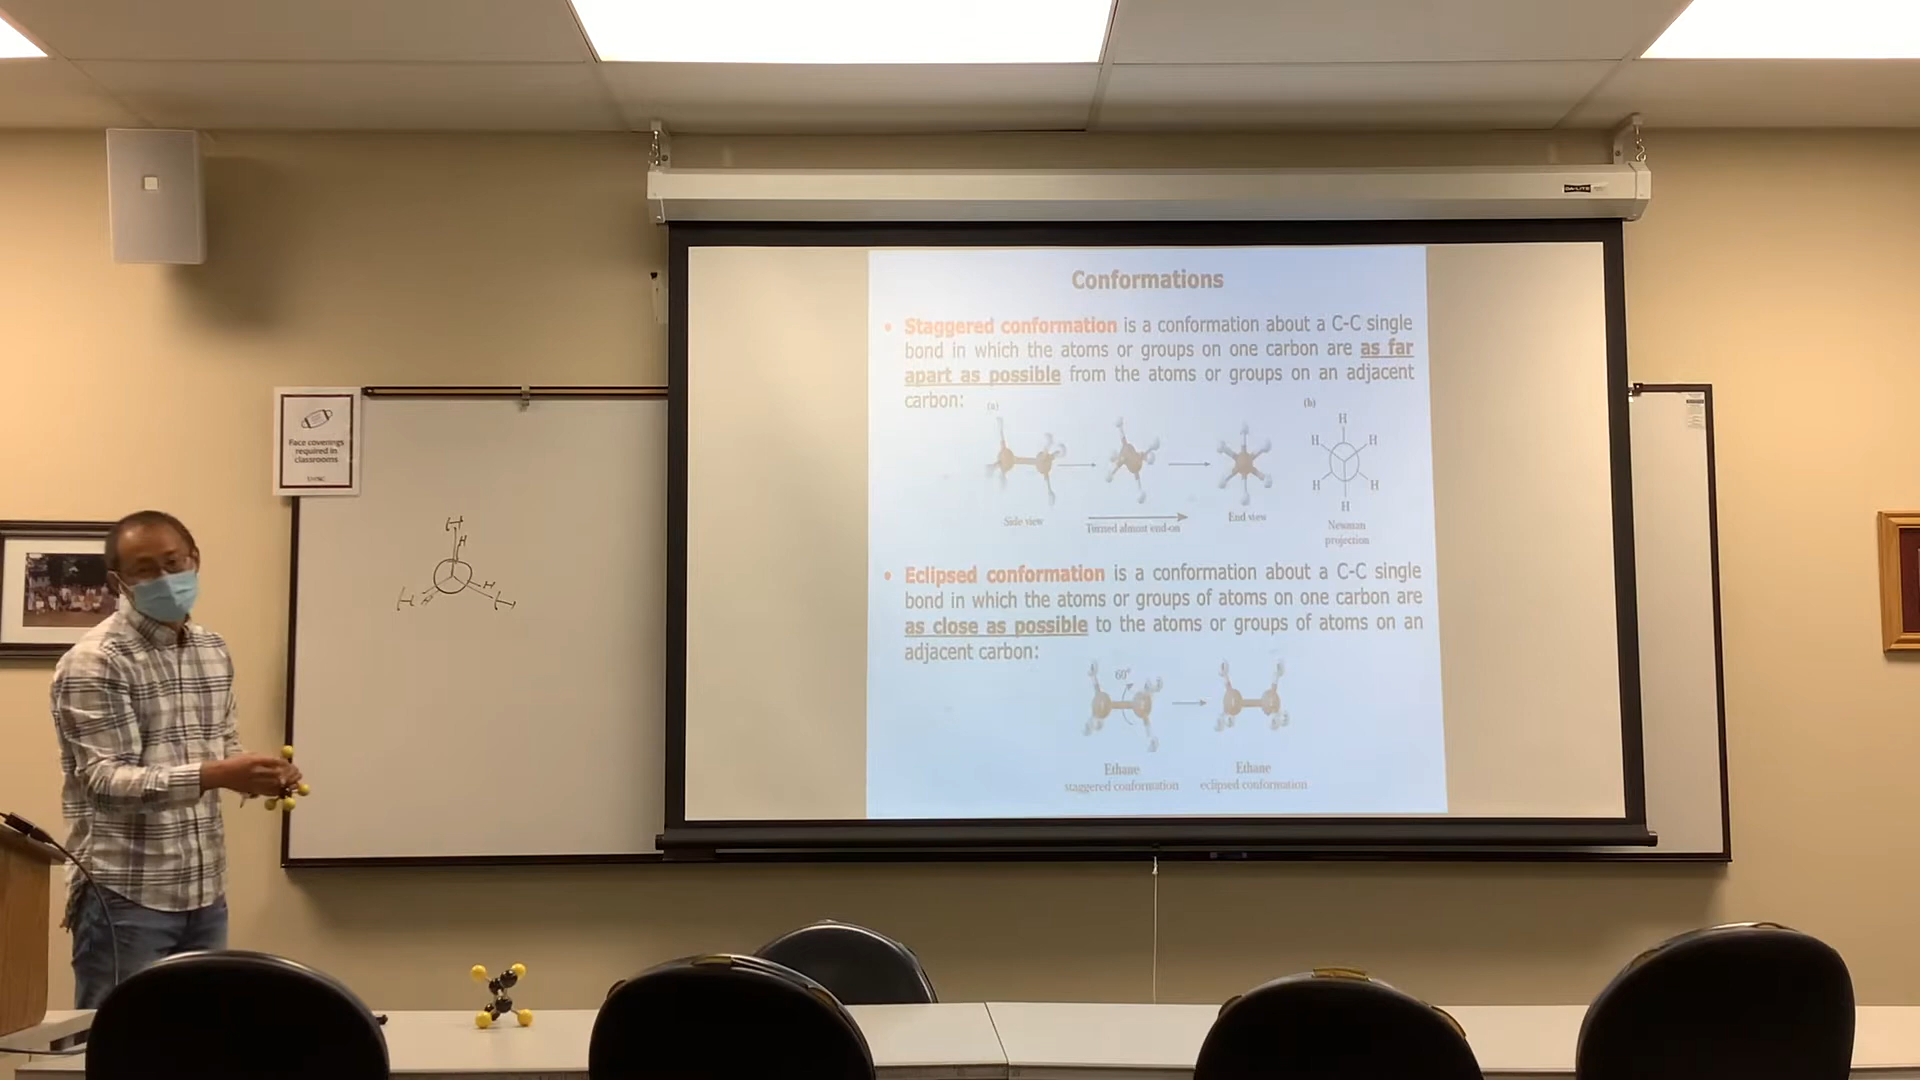 DA-LITE
Conformations
• Staggered conformation is a conformation about a C-C single
bond in which the atoms or groups on one carbon are as far
apart as possible from the atoms or groups on an adjacent
carbon:
(a)
(b)
H
H H
H H
H
Side view
Turned almost end-on
End view
Newman
projection
• Eclipsed conformation is a conformation about a C-C single
bond in which the atoms or groups of atoms on one carbon are
as close as possible to the atoms or groups of atoms on an
adjacent carbon:
60°
Ethane
staggered conformation
Ethane
eclipsed conformation
Face coverings
required in
classrooms
H
H
H H H H